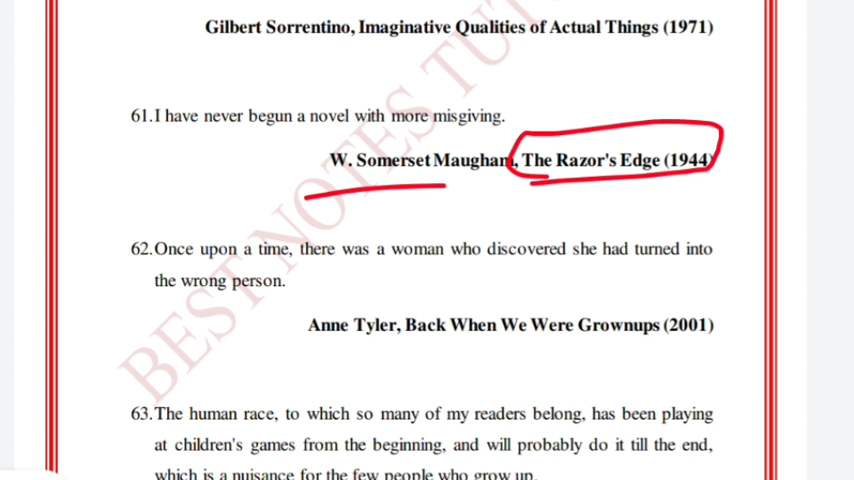 Gilbert Sorrentino, Imaginative Qualities of Actual Things (1971)
61.I have never begun a novel with more misgiving.
W. Somerset Maugham, The Razor's Edge (1944)
62.Once upon a time, there was a woman who discovered she had turned into
the wrong person.
Anne Tyler, Back When We Were Grownups (2001)
63.The human race, to which so many of my readers belong, has been playing
at children's games from the beginning, and will probably do it till the end,
which is a nuisance for the few people who grow up.
BEST NOTES TUT